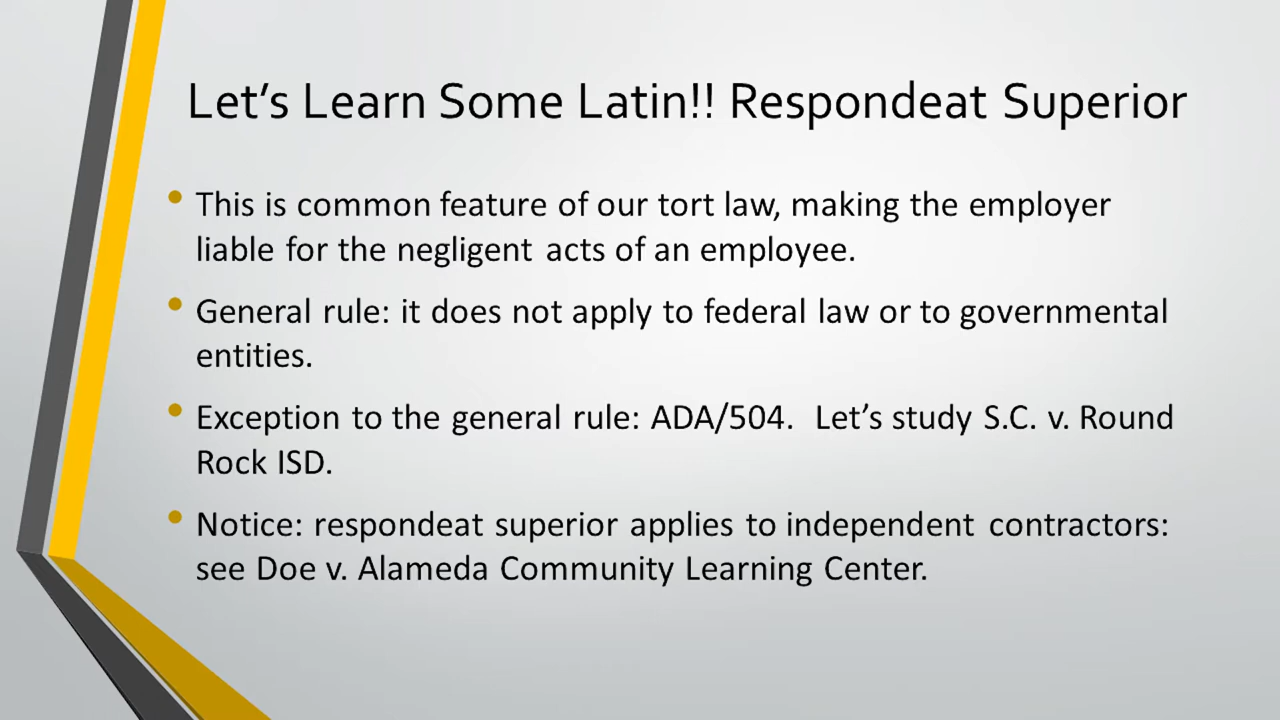 Let’s Learn Some Latin!! Respondeat Superior
• This is common feature of our tort law, making the employer
liable for the negligent acts of an employee.
• General rule: it does not apply to federal law or to governmental
entities.
• Exception to the general rule: ADA/504.  Let’s study S.C. v. Round
Rock ISD.
• Notice: respondeat superior applies to independent contractors:
see Doe v. Alameda Community Learning Center.